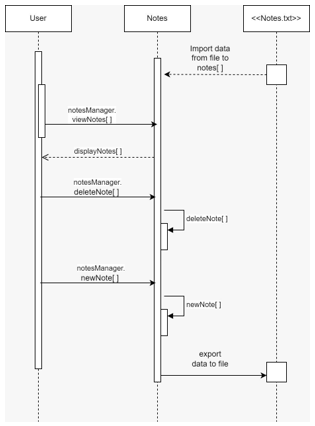 User
Notes
<<Notes.txt>>
Import data
from file to
notes[ ]
notesManager.
viewNotes[ ]
displayNotes[ ]
notesManager.
deleteNote[ ]
deleteNote[ ]
notesManager.
newNote[ ]
newNote[ ]
export
data to file